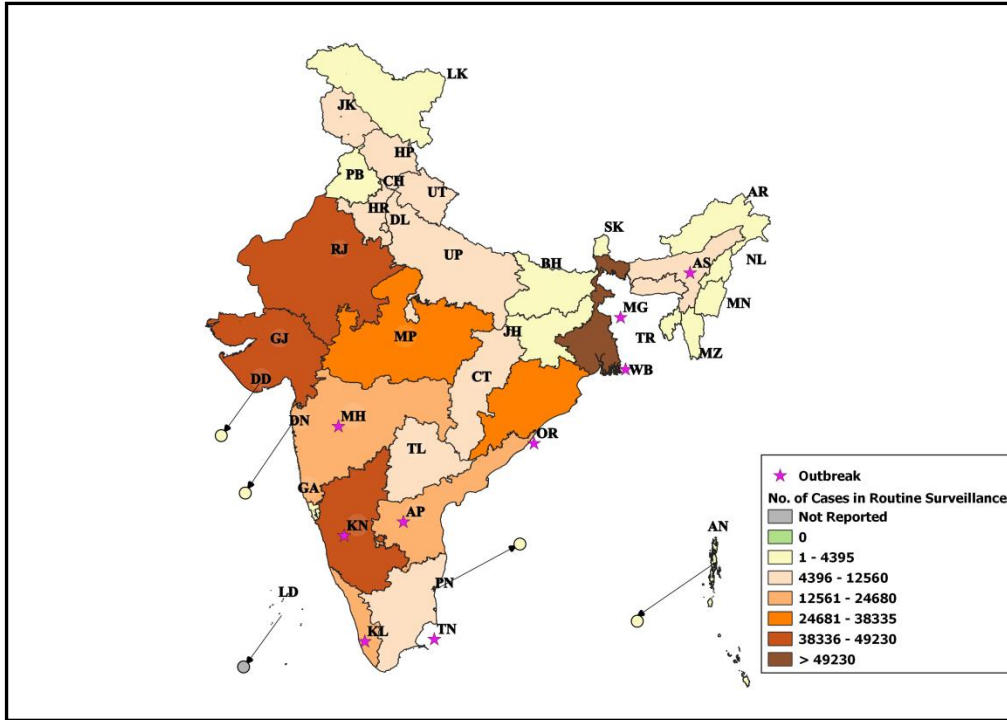 LK
JK
HP
PB
CH
UT
HR
DL
AR
SK
RJ
UP
BH
AS
NL
MG
MN
GJ
MP
JH
TR
MZ
DD
CT
WB
DN
MH
OR
TL
GA
KN
AP
AN
PN
LD
KL
TN
Outbreak
No. of Cases in Routine Surveillance
Not Reported
0
1 - 4395
4396 - 12560
12561 - 24680
24681 - 38335
38336 - 49230
> 49230